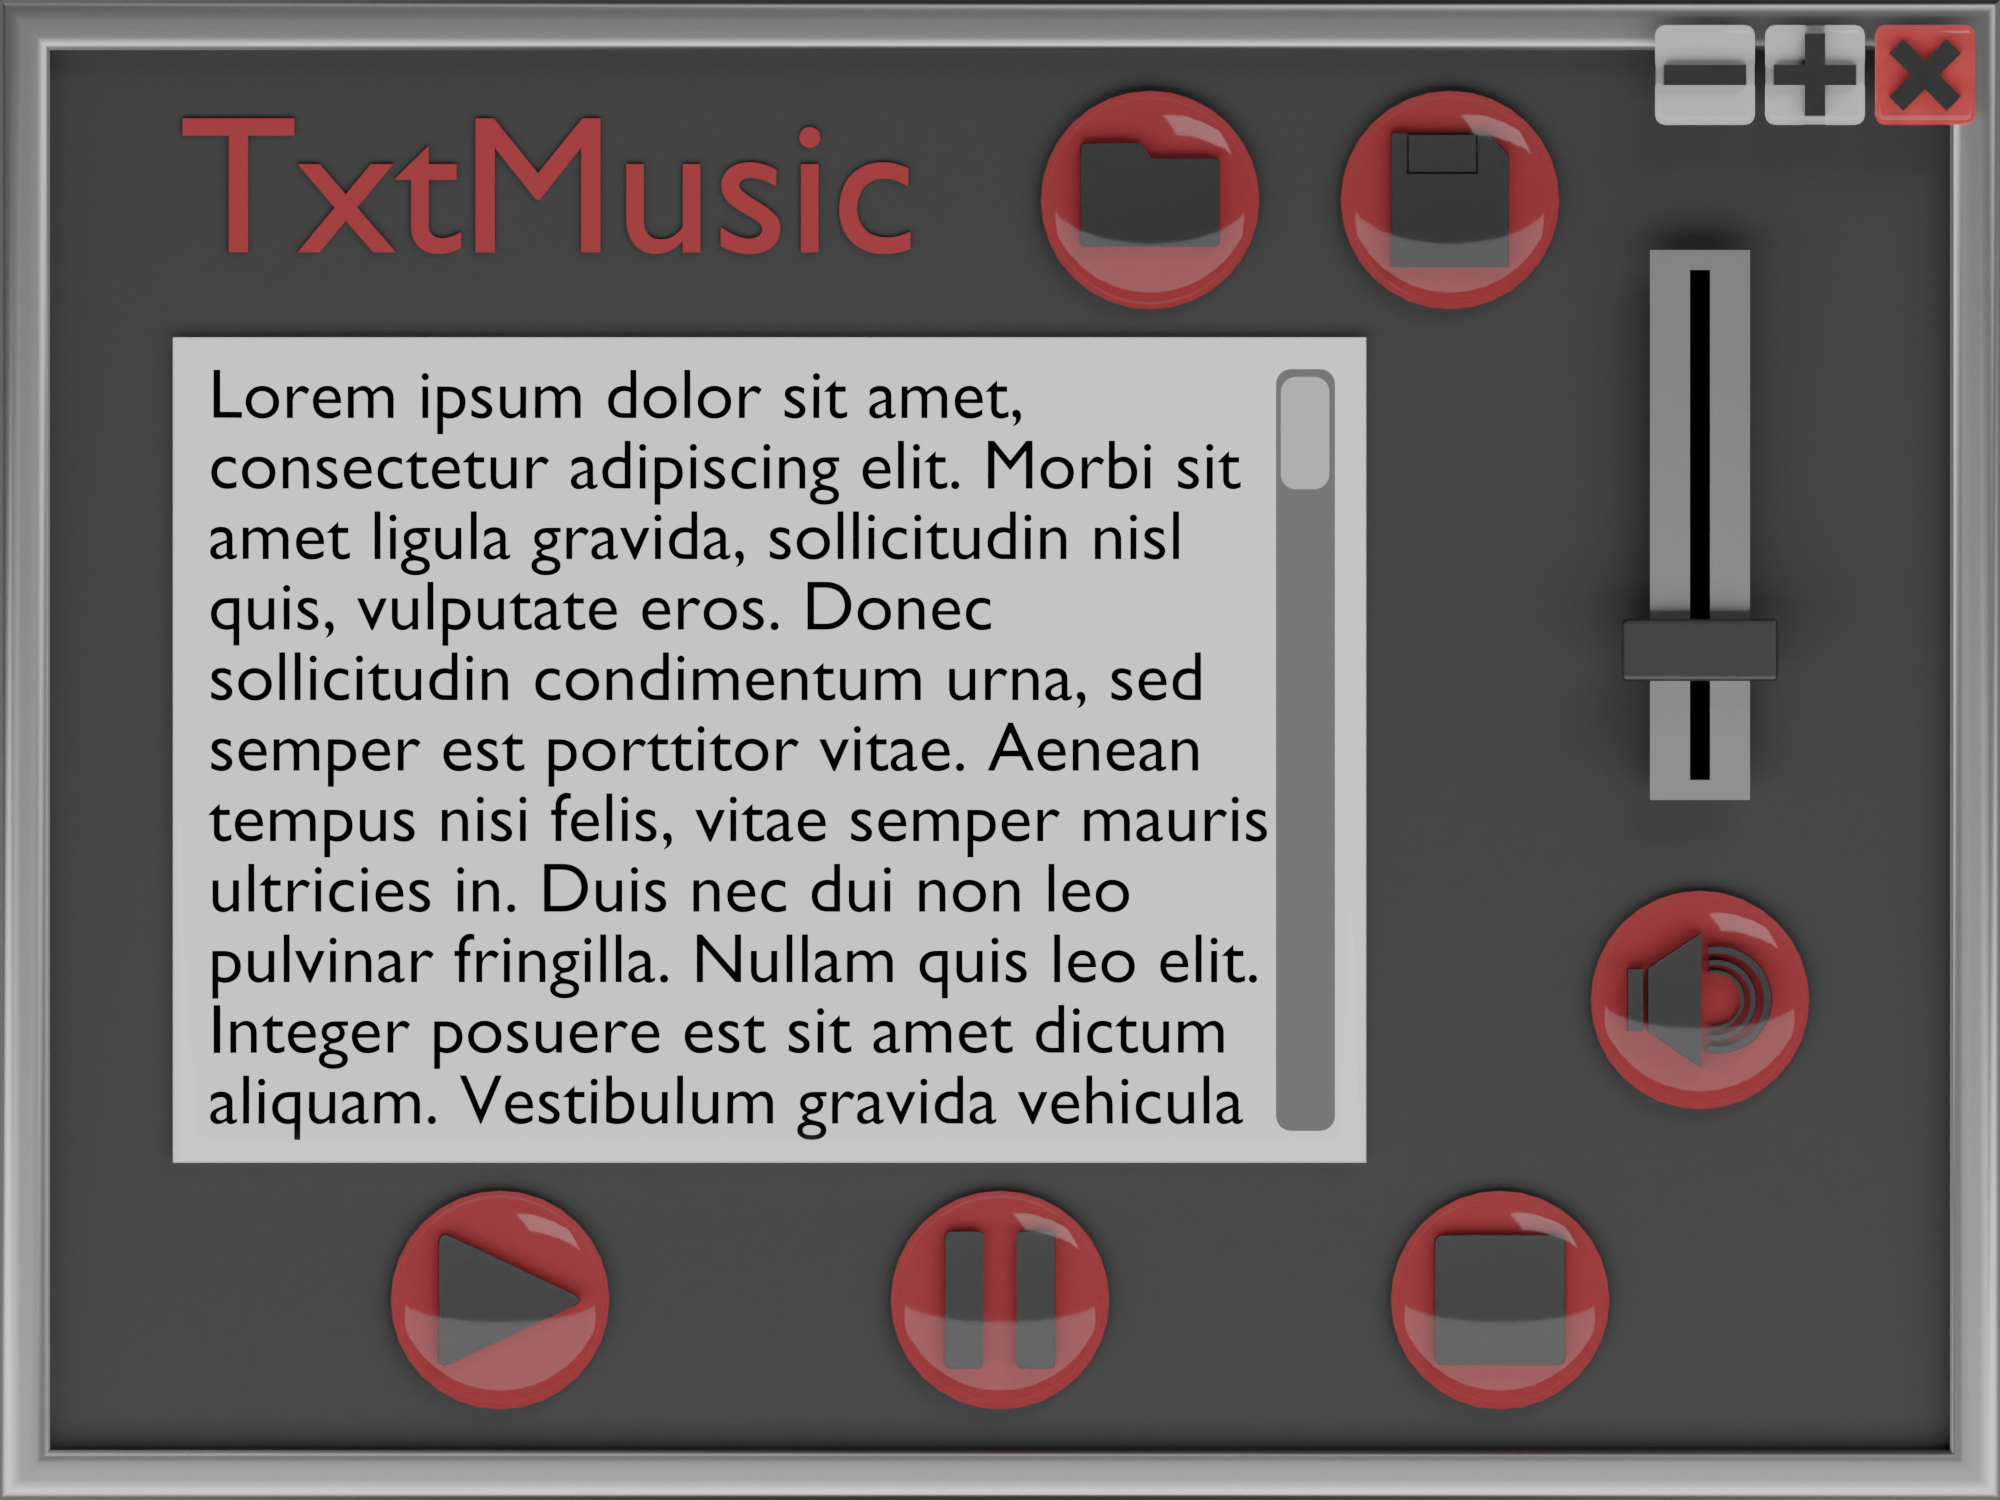 TxtMusic
Lorem ipsum dolor sit amet,
consectetur adipiscing elit. Morbi sit
amet ligula gravida, sollicitudin nisl
quis, vulputate eros. Donec
sollicitudin condimentum urna, sed
semper est porttitor vitae. Aenean
tempus nisi felis, vitae semper mauris
ultricies in. Duis nec dui non leo
pulvinar fringilla. Nullam quis leo elit.
Integer posuere est sit amet dictum
aliquam. Vestibulum gravida vehicula